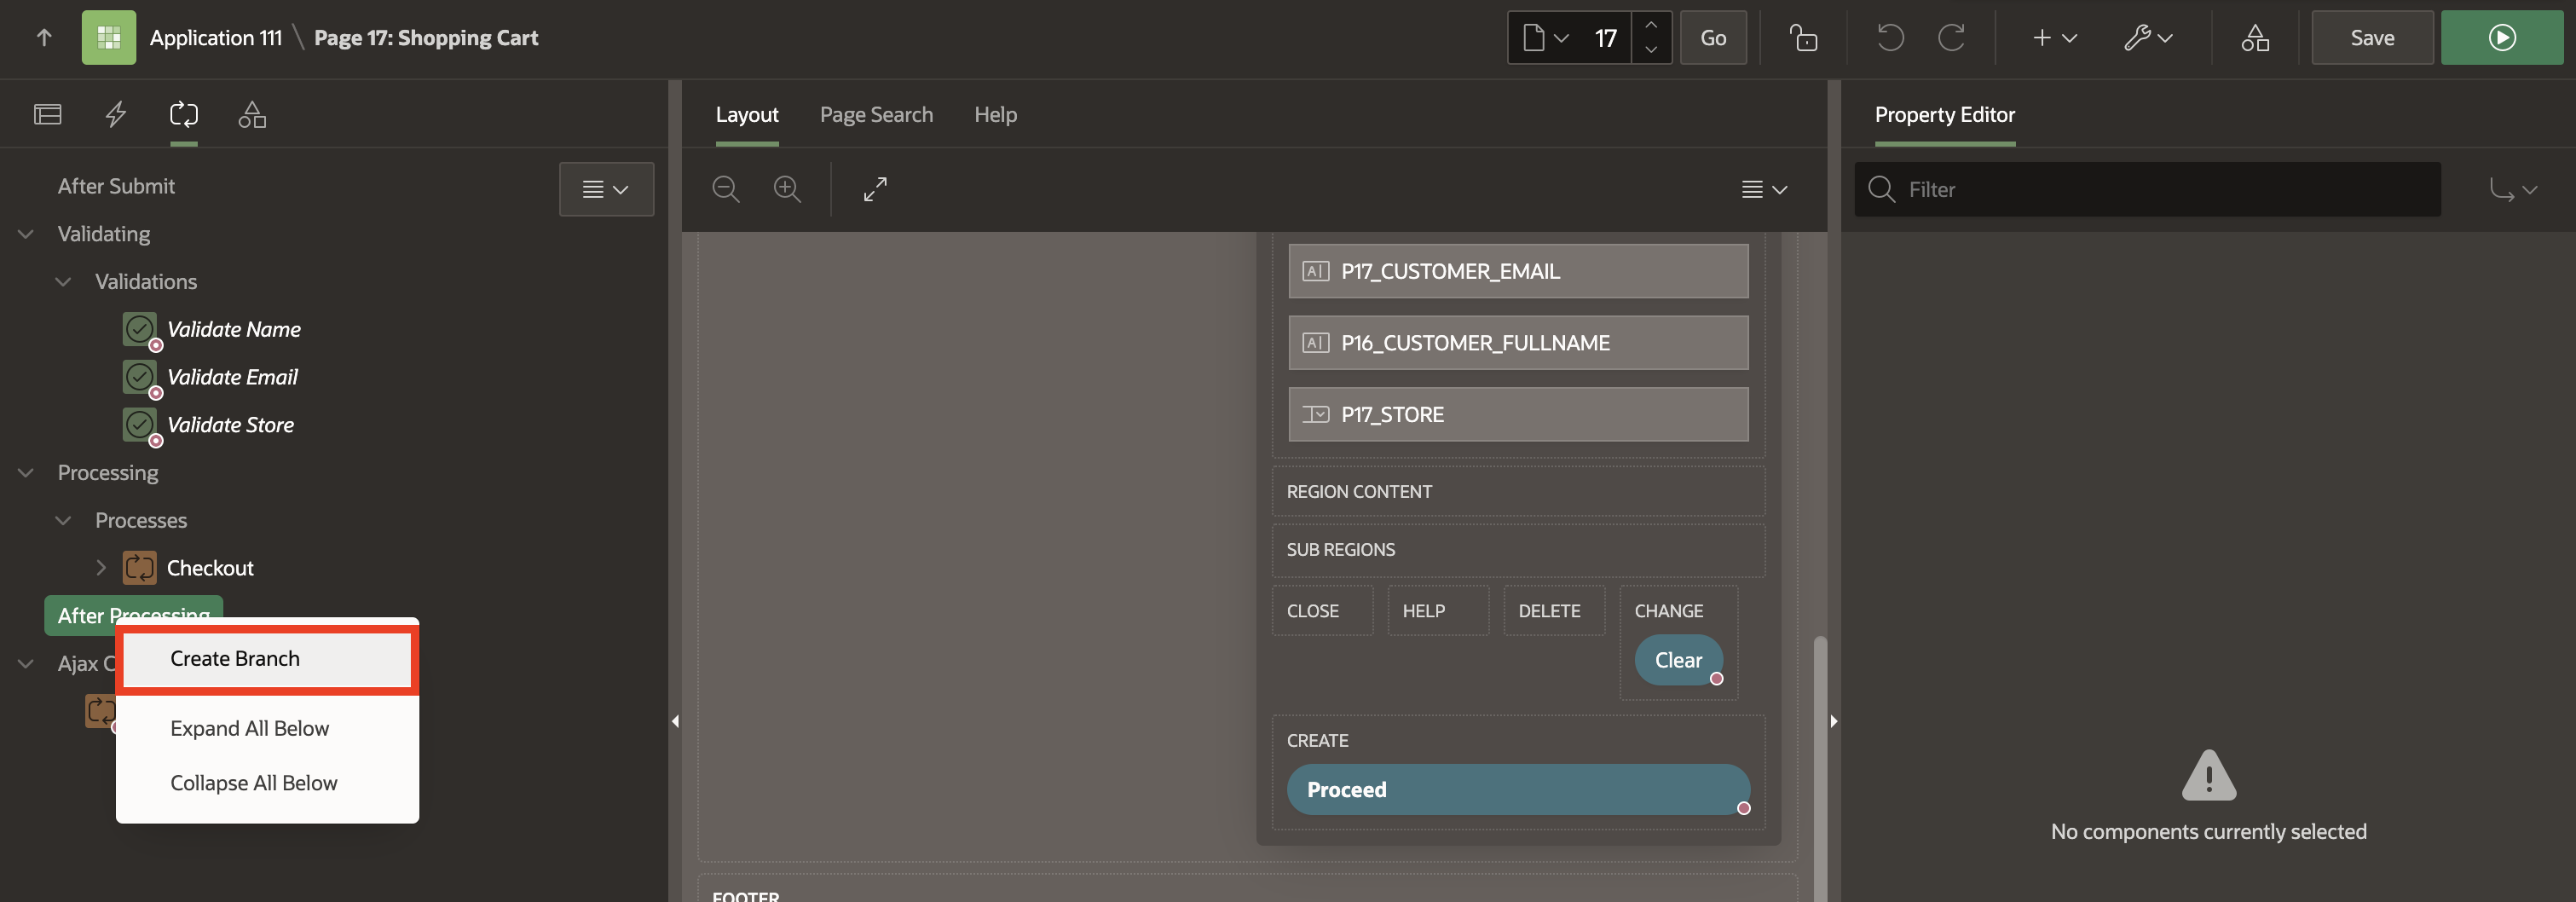 Application 111 \ Page 17: Shopping Cart
17
Go
Save
Layout
Page Search
Help
Property Editor
After Submit
Filter
Validating
Validations
Validate Name
Validate Email
Validate Store
Processing
Processes
Checkout
After Processing
Create Branch
Ajax C
Expand All Below
Collapse All Below
P17_CUSTOMER_EMAIL
P16_CUSTOMER_FULLNAME
P17_STORE
REGION CONTENT
SUB REGIONS
CLOSE
HELP
DELETE
CHANGE
Clear
CREATE
Proceed
FOOTER
No components currently selected